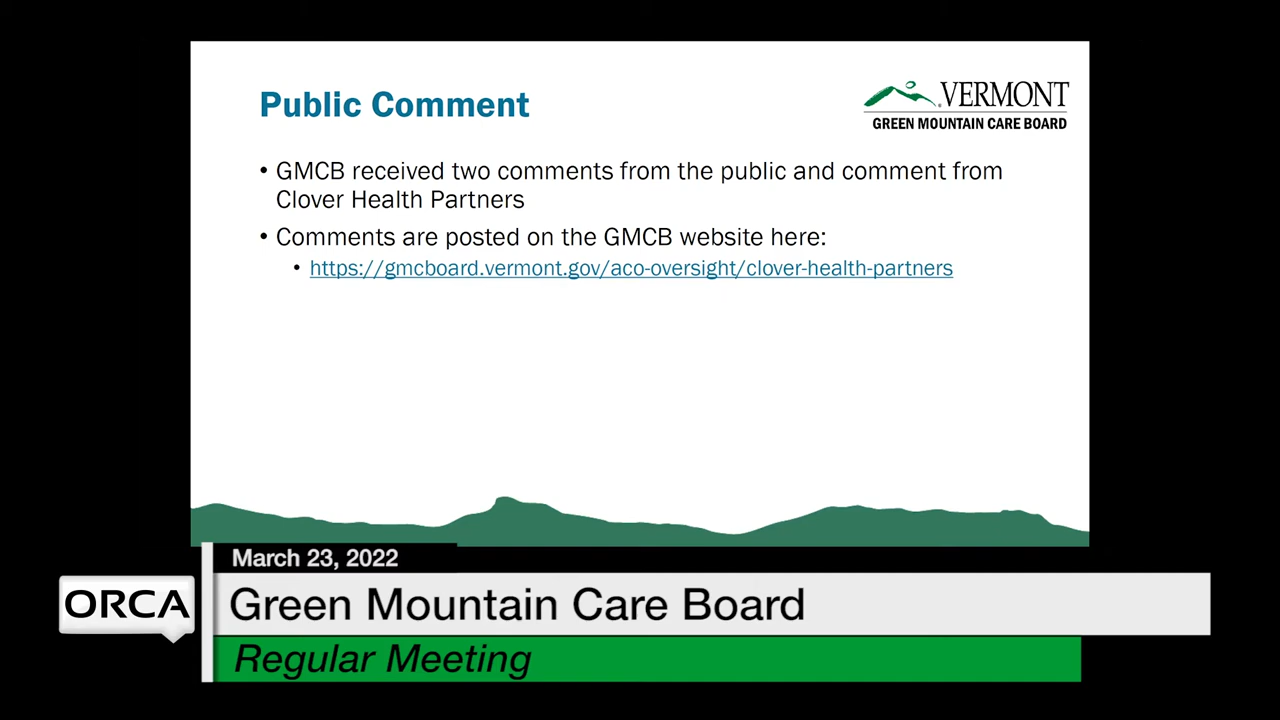 Public Comment
VERMONT
GREEN MOUNTAIN CARE BOARD
• GMCB received two comments from the public and comment from
Clover Health Partners
• Comments are posted on the GMCB website here:
• https://gmcboard.vermont.gov/aco-oversight/clover-health-partners
March 23, 2022
ORCA
Green Mountain Care Board
Regular Meeting